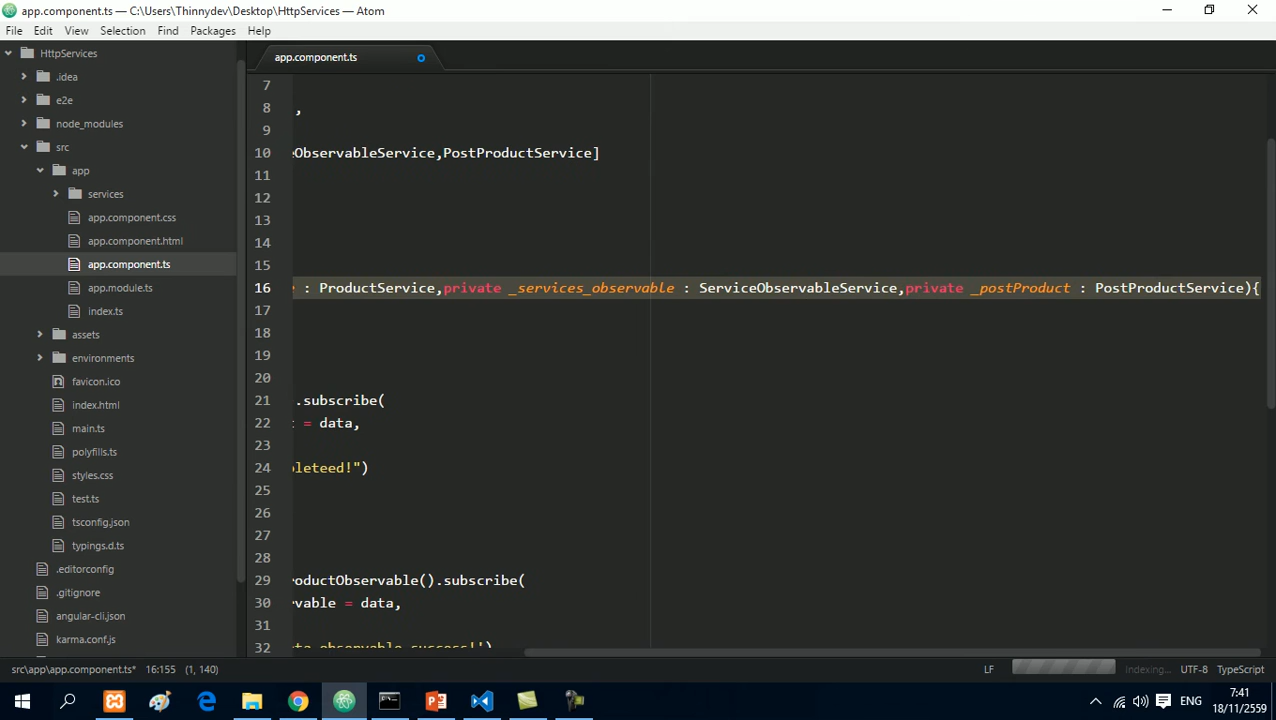 app.component.ts — C:\Users\Thinnydev\Desktop\HttpServices — Atom
File Edit View Selection Find Packages Help
HttpServices
.idea
e2e
node_modules
src
app
services
app.component.css
app.component.html
app.component.ts
app.module.ts
index.ts
assets
environments
favicon.ico
index.html
main.ts
polyfills.ts
styles.css
test.ts
tsconfig.json
typings.d.ts
.editorconfig
.gitignore
angular-cli.json
karma.conf.js
app.component.ts
7
8 ,
9
10 eObservableService,PostProductService]
11
12
13
14
15
16 : ProductService,private _services_observable : ServiceObservableService,private _postProduct : PostProductService){
17
18
19
20
21 .subscribe(
22 : = data,
23
24 pleteed!")
25
26
27
28
29 roductObservable().subscribe(
30 rvable = data,
31
32 ta observable success!')
src\app\app.component.ts* 16:155 (1, 140) LF Indexing... UTF-8 TypeScript
ENG 7:41
18/11/2559